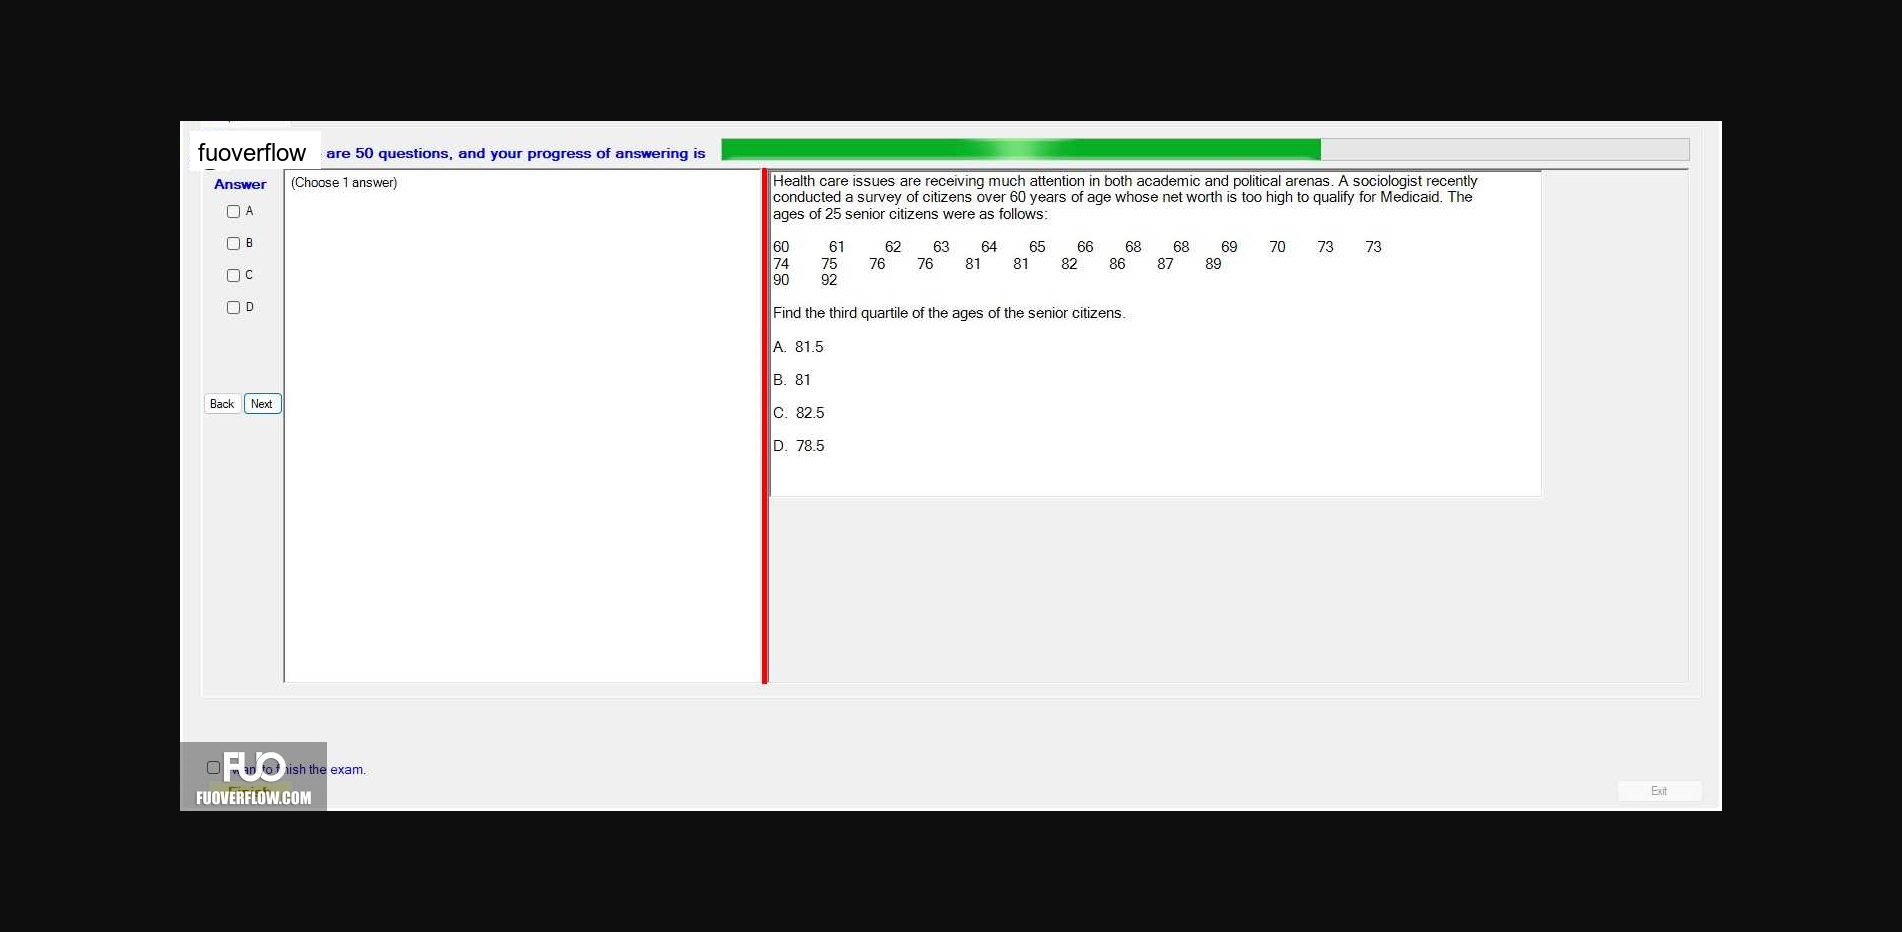 fuoverflow are 50 questions, and your progress of answering is
Answer
(Choose 1 answer)
A
B
C
D
Back Next
Health care issues are receiving much attention in both academic and political arenas. A sociologist recently
conducted a survey of citizens over 60 years of age whose net worth is too high to qualify for Medicaid. The
ages of 25 senior citizens were as follows:
60 61 62 63 64 65 66 68 68 69 70 73 73
74 75 76 76 81 81 82 86 87 89
90 92
Find the third quartile of the ages of the senior citizens.
A. 81.5
B. 81
C. 82.5
D. 78.5
FUO
the exam.
FUOVERFLOW.COM
Exit